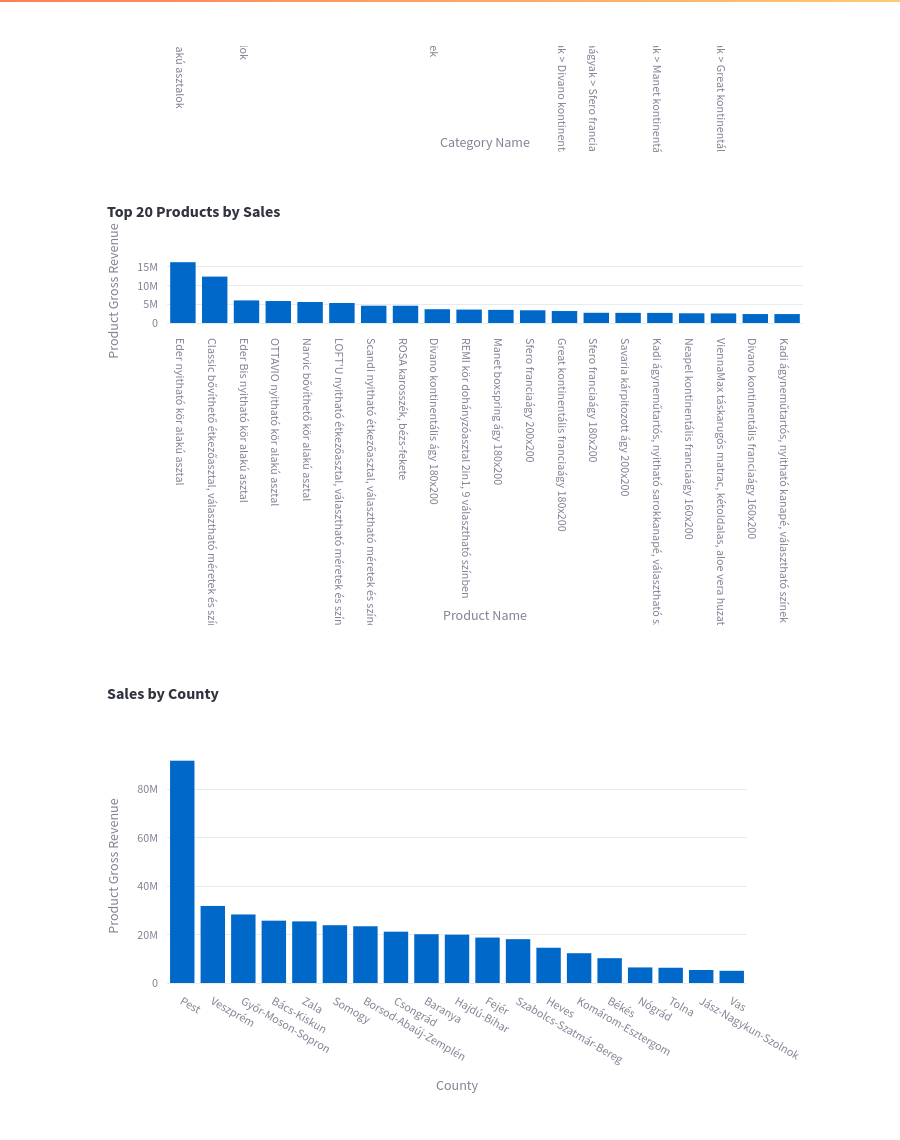 akú asztalok
ok
ek
k > Divano kontinent
ágyak > Sfero francia
k > Manet kontinentá
k > Great kontinentál
Category Name
Top 20 Products by Sales
Product Gross Revenue
15M
10M
5M
0
Eder nyitható kör alakú asztal
Classic bővíthető étkezőasztal, választható méretek és szí
Eder Bis nyitható kör alakú asztal
OTTAVIO nyitható kör alakú asztal
Narvic bővíthető kör alakú asztal
LOFT'U nyitható étkezőasztal, választható méretek és szín
Scandi nyitható étkezőasztal, választható méretek és szín
ROSA karosszék, bézs-fekete
Divano kontinentális ágy 180x200
REMI kör dohányzóasztal 2in1, 9 választható színben
Manet boxspring ágy 180x200
Sfero franciaágy 200x200
Great kontinentális franciaágy 180x200
Sfero franciaágy 180x200
Savaria kárpitozott ágy 200x200
Kadi ágyneműtartós, nyitható sarokkanapé, választható s
Neapel kontinentális franciaágy 160x200
ViennaMax táskarugós matrac, kétoldalas, aloe vera huzat
Divano kontinentális franciaágy 160x200
Kadi ágyneműtartós, nyitható kanapé, választható színek
Product Name
Sales by County
Product Gross Revenue
80M
60M
40M
20M
0
Pest
Veszprém
Győr-Moson-Sopron
Bács-Kiskun
Zala
Somogy
Borsod-Abaúj-Zemplén
Csongrád
Baranya
Hajdú-Bihar
Fejér
Szabolcs-Szatmár-Bereg
Heves
Komárom-Esztergom
Békés
Nógrád
Tolna
Jász-Nagykun-Szolnok
Vas
County